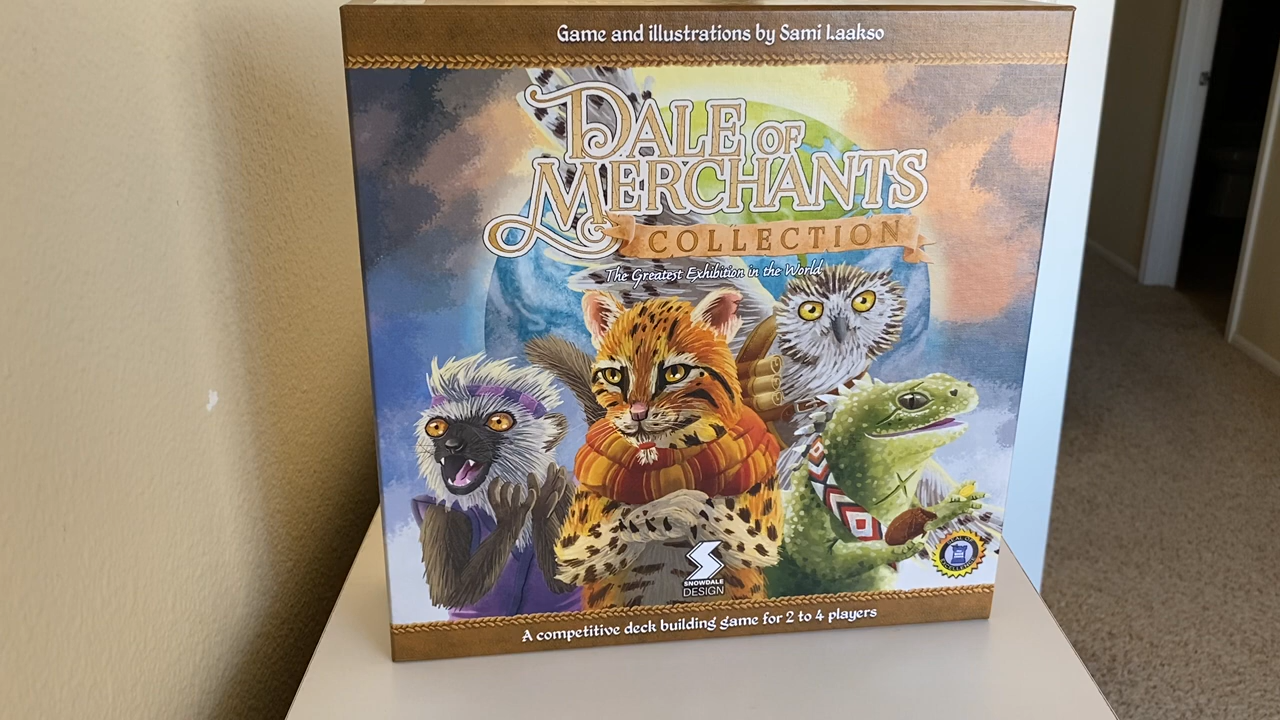 Game and illustrations by Sami Laakso
DALE OF
MERCHANTS
COLLECTION
The Greatest Exhibition in the World
SNOWDALE
DESIGN
A competitive deck building game for 2 to 4 players